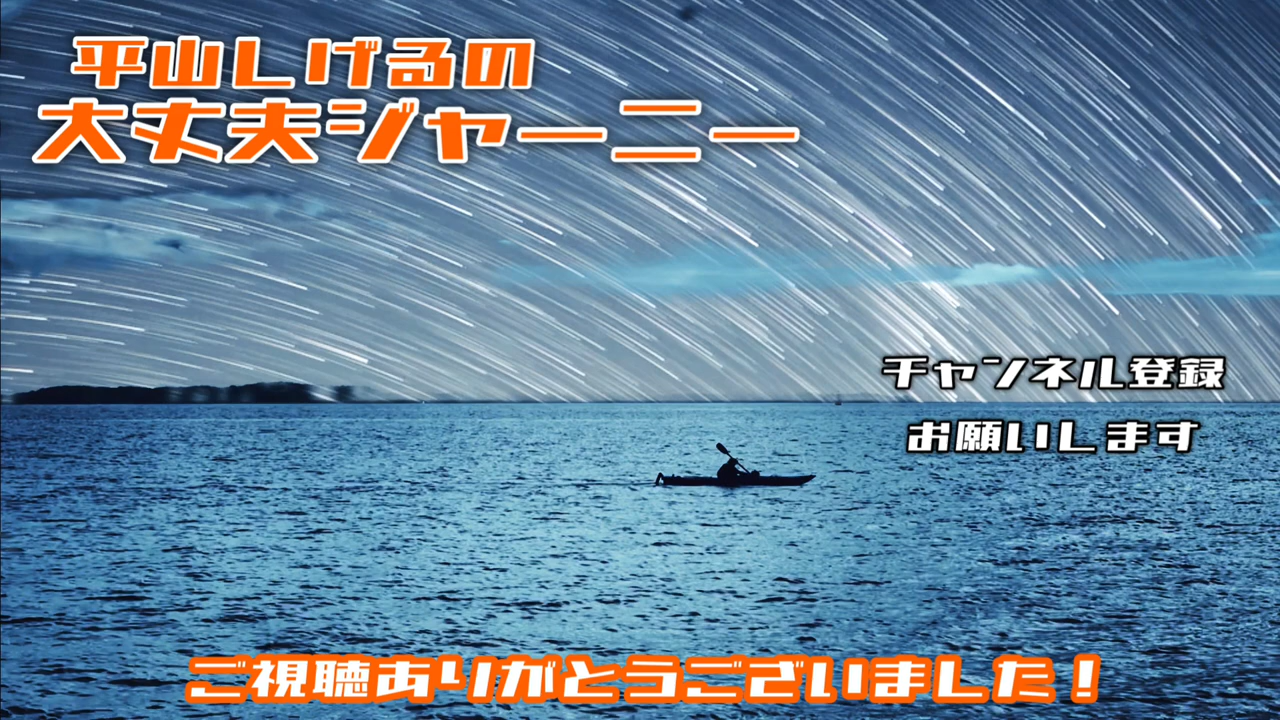 平山しげるの
大丈夫ジャーニー
チャンネル登録
お願いします
ご視聴ありがとうございました！